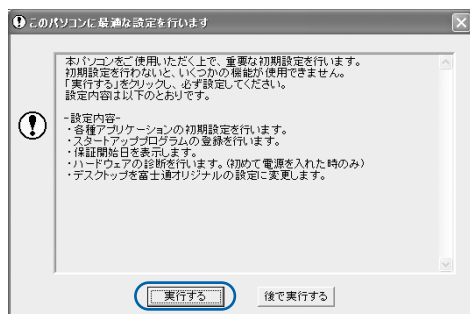 このパソコンに最適な設定を行います
本パソコンをご使用いただく上で、重要な初期設定を行います。
初期設定を行わないと、いくつかの機能が使用できません。
「実行する」をクリックし、必ず設定してください。
設定内容は以下のとおりです。
-設定内容-
・各種アプリケーションの初期設定を行います。
・スタートアッププログラムの登録を行います。
・保証開始日を表示します。
・ハードウェアの診断を行います。(初めて電源を入れた時のみ)
・デスクトップを富士通オリジナルの設定に変更します。
実行する
後で実行する